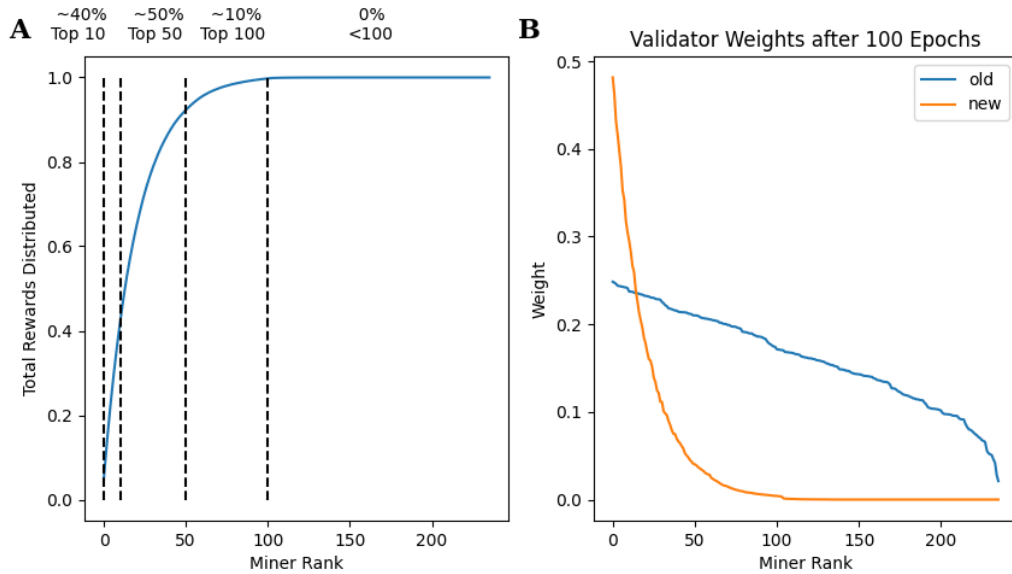 A
~40%
Top 10
~50%
Top 50
~10%
Top 100
0%
<100
1.0
0.8
0.6
0.4
0.2
0.0
Total Rewards Distributed
0
50
100
150
200
Miner Rank
B
Validator Weights after 100 Epochs
old
new
0.5
0.4
0.3
0.2
0.1
0.0
Weight
0
50
100
150
200
Miner Rank